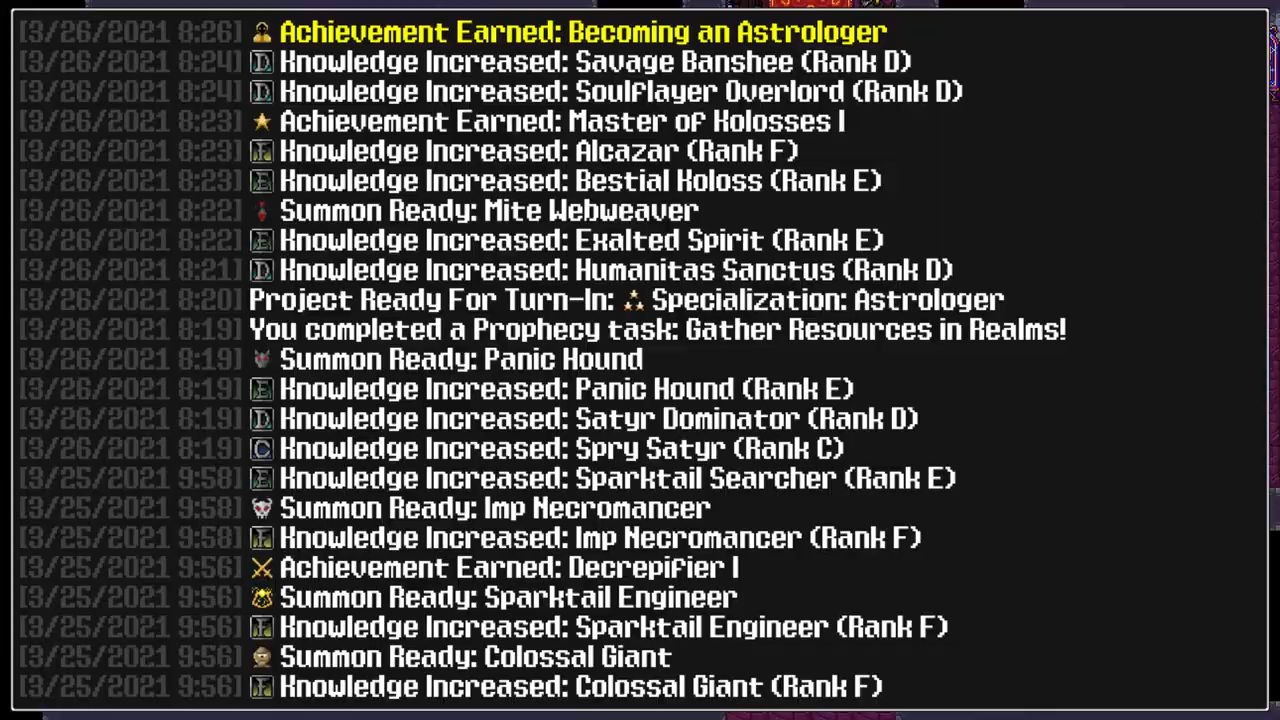 [3/26/2021 8:26] Achievement Earned: Becoming an Astrologer
[3/26/2021 8:24] Knowledge Increased: Savage Banshee (Rank D)
[3/26/2021 8:24] Knowledge Increased: Soulflayer Overlord (Rank D)
[3/26/2021 8:23] Achievement Earned: Master of Kolosses I
[3/26/2021 8:23] Knowledge Increased: Alcazar (Rank F)
[3/26/2021 8:23] Knowledge Increased: Bestial Koloss (Rank E)
[3/26/2021 8:22] Summon Ready: Mite Webweaver
[3/26/2021 8:22] Knowledge Increased: Exalted Spirit (Rank E)
[3/26/2021 8:21] Knowledge Increased: Humanitas Sanctus (Rank D)
[3/26/2021 8:20] Project Ready For Turn-In: Specialization: Astrologer
[3/26/2021 8:19] You completed a Prophecy task: Gather Resources in Realms!
[3/26/2021 8:19] Summon Ready: Panic Hound
[3/26/2021 8:19] Knowledge Increased: Panic Hound (Rank E)
[3/26/2021 8:19] Knowledge Increased: Satyr Dominator (Rank D)
[3/26/2021 8:19] Knowledge Increased: Spry Satyr (Rank C)
[3/25/2021 9:58] Knowledge Increased: Sparktail Searcher (Rank E)
[3/25/2021 9:58] Summon Ready: Imp Necromancer
[3/25/2021 9:58] Knowledge Increased: Imp Necromancer (Rank F)
[3/25/2021 9:56] Achievement Earned: Decrepifier I
[3/25/2021 9:56] Summon Ready: Sparktail Engineer
[3/25/2021 9:56] Knowledge Increased: Sparktail Engineer (Rank F)
[3/25/2021 9:56] Summon Ready: Colossal Giant
[3/25/2021 9:56] Knowledge Increased: Colossal Giant (Rank F)